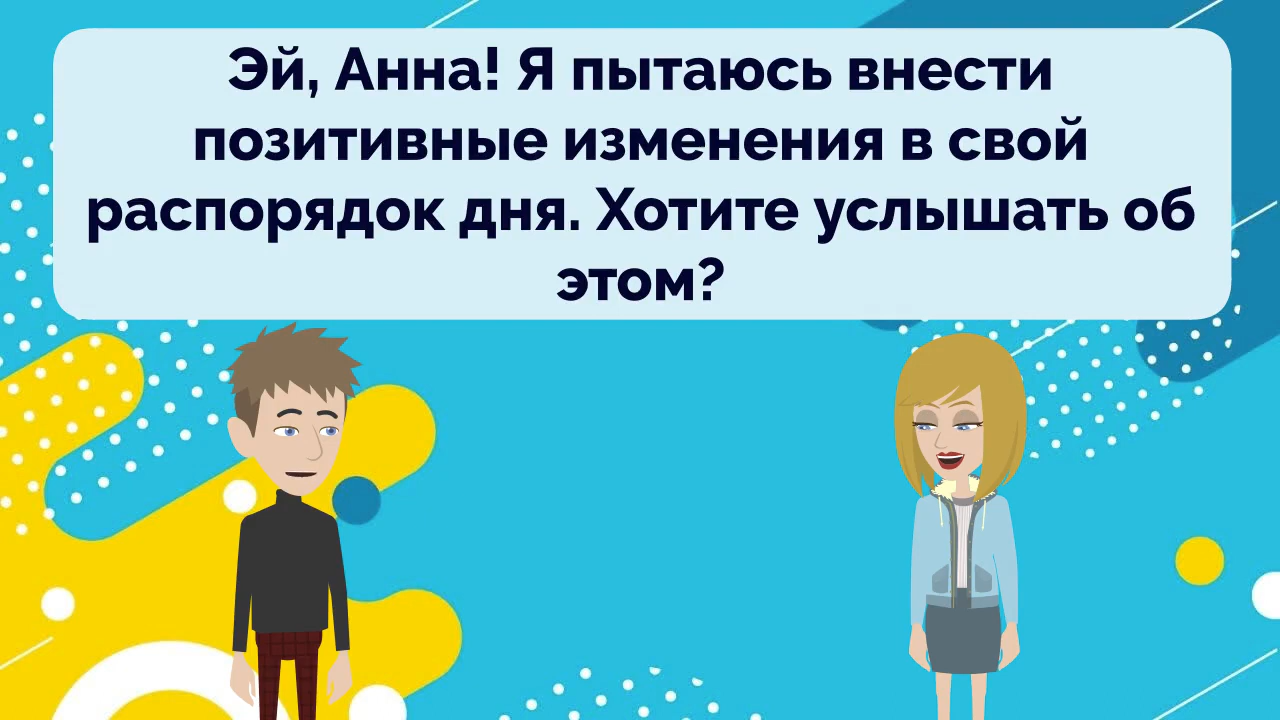 Эй, Анна! Я пытаюсь внести
позитивные изменения в свой
распорядок дня. Хотите услышать об
этом?